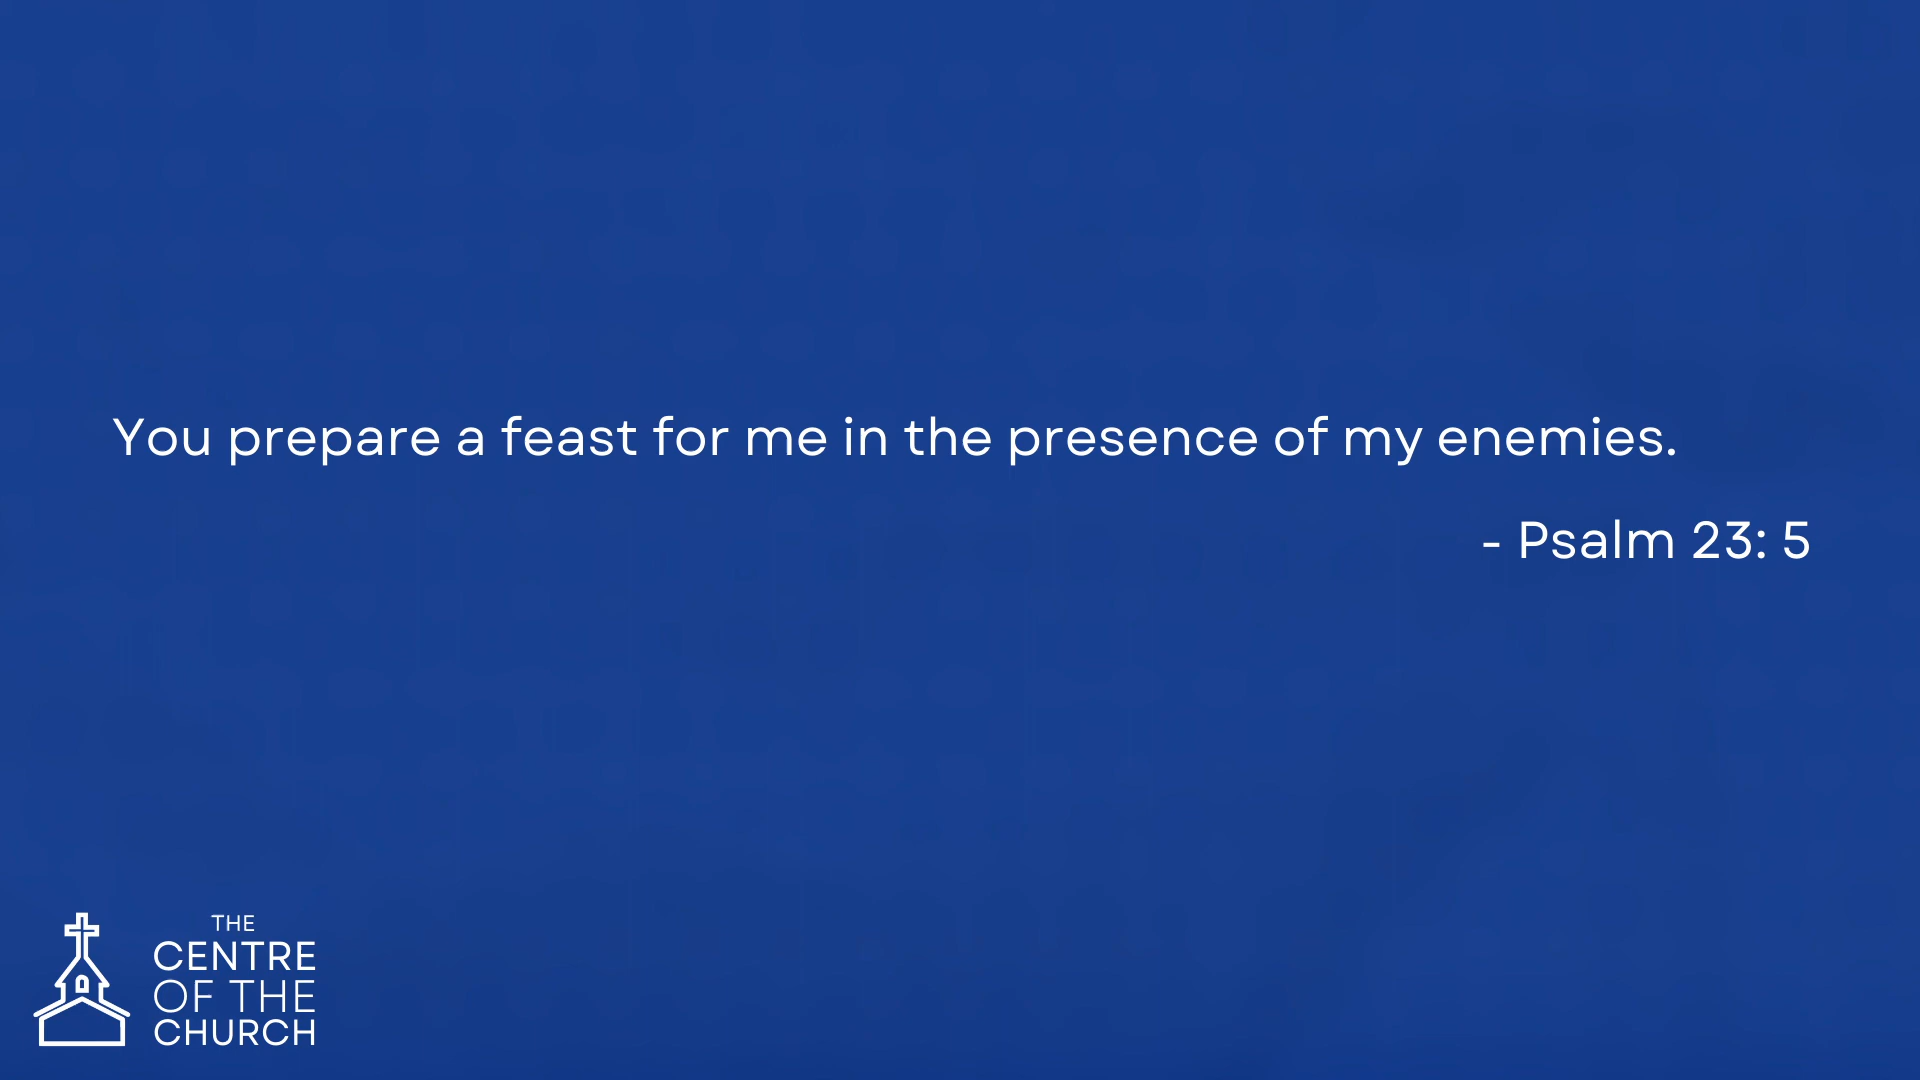 You prepare a feast for me in the presence of my enemies.
- Psalm 23: 5
THE
CENTRE
OF THE
CHURCH